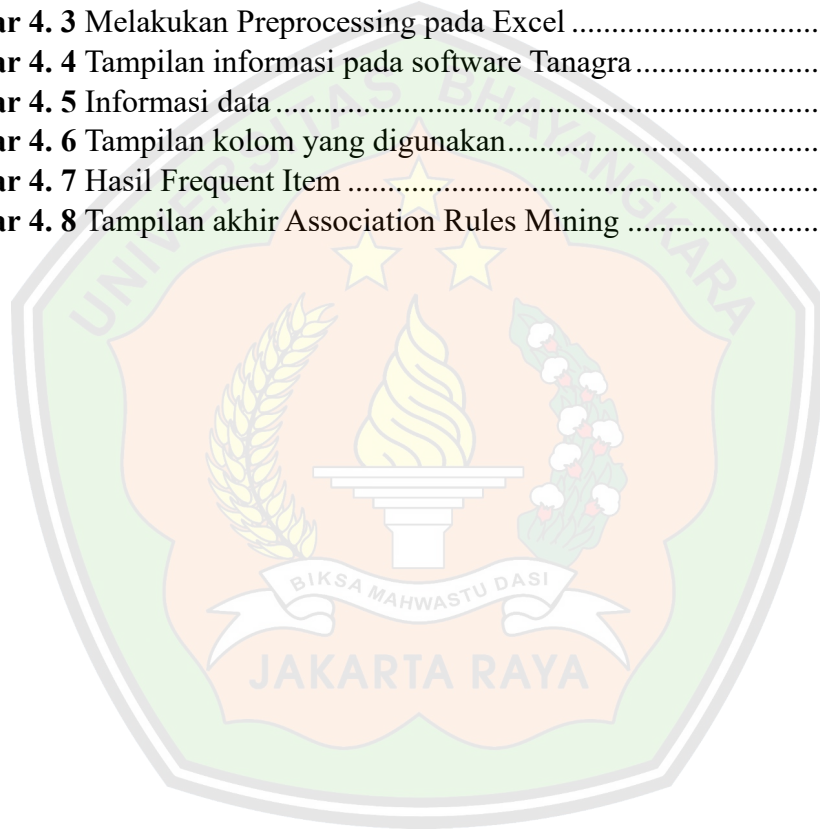 ar 4. 3 Melakukan Preprocessing pada Excel ........................
ar 4. 4 Tampilan informasi pada software Tanagra ................
ar 4. 5 Informasi data ................................................................
ar 4. 6 Tampilan kolom yang digunakan................................
ar 4. 7 Hasil Frequent Item ......................................................
ar 4. 8 Tampilan akhir Association Rules Mining ..................
UNIVERSITAS BHAYANGKARA
BIKSA MAHWASTU DASI
JAKARTA RAYA